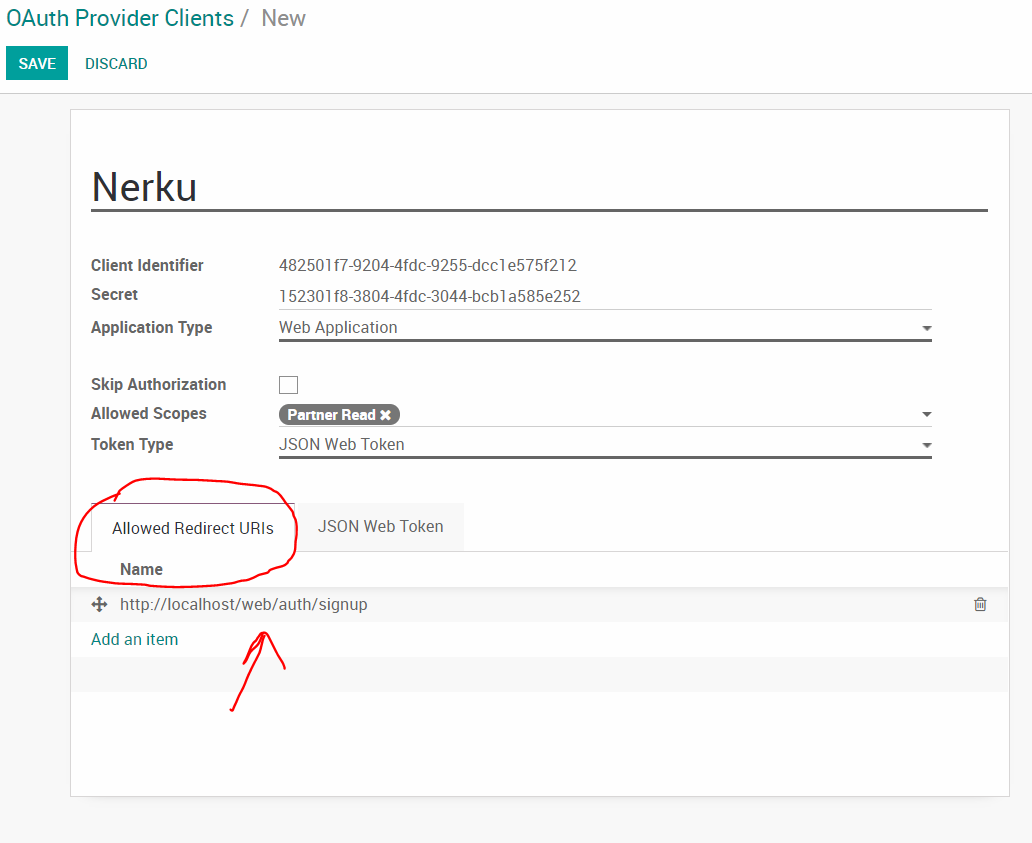 OAuth Provider Clients / New
SAVE DISCARD
Nerku
Client Identifier 482501f7-9204-4fdc-9255-dcc1e575f212
Secret 152301f8-3804-4fdc-3044-bcb1a585e252
Application Type Web Application
Skip Authorization
Allowed Scopes Partner Read ✖
Token Type JSON Web Token
Allowed Redirect URIs JSON Web Token
Name
http://localhost/web/auth/signup
Add an item